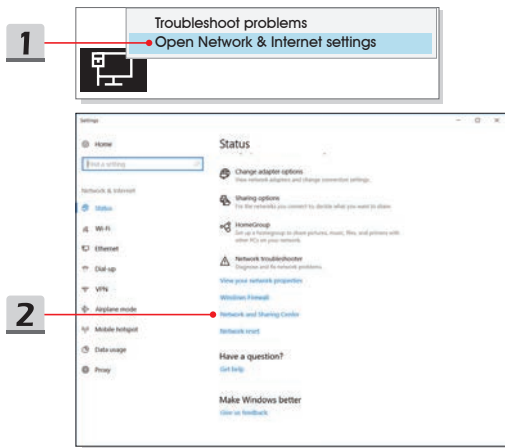 Troubleshoot problems
1
Open Network & Internet settings
Settings
Home
Status
Find a setting
Change adapter options
View network adapters and change connection settings.
Network & Internet
Sharing options
For the networks you connect to, decide what you want to share.
Status
Wi-Fi
HomeGroup
Set up a homegroup to share pictures, music, files, and printers with
other PCs on your network.
Ethernet
Dial-up
Network troubleshooter
Diagnose and fix network problems.
VPN
View your network properties
Windows Firewall
Airplane mode
2
Network and Sharing Center
Mobile hotspot
Network reset
Data usage
Have a question?
Proxy
Get help
Make Windows better
Give us feedback